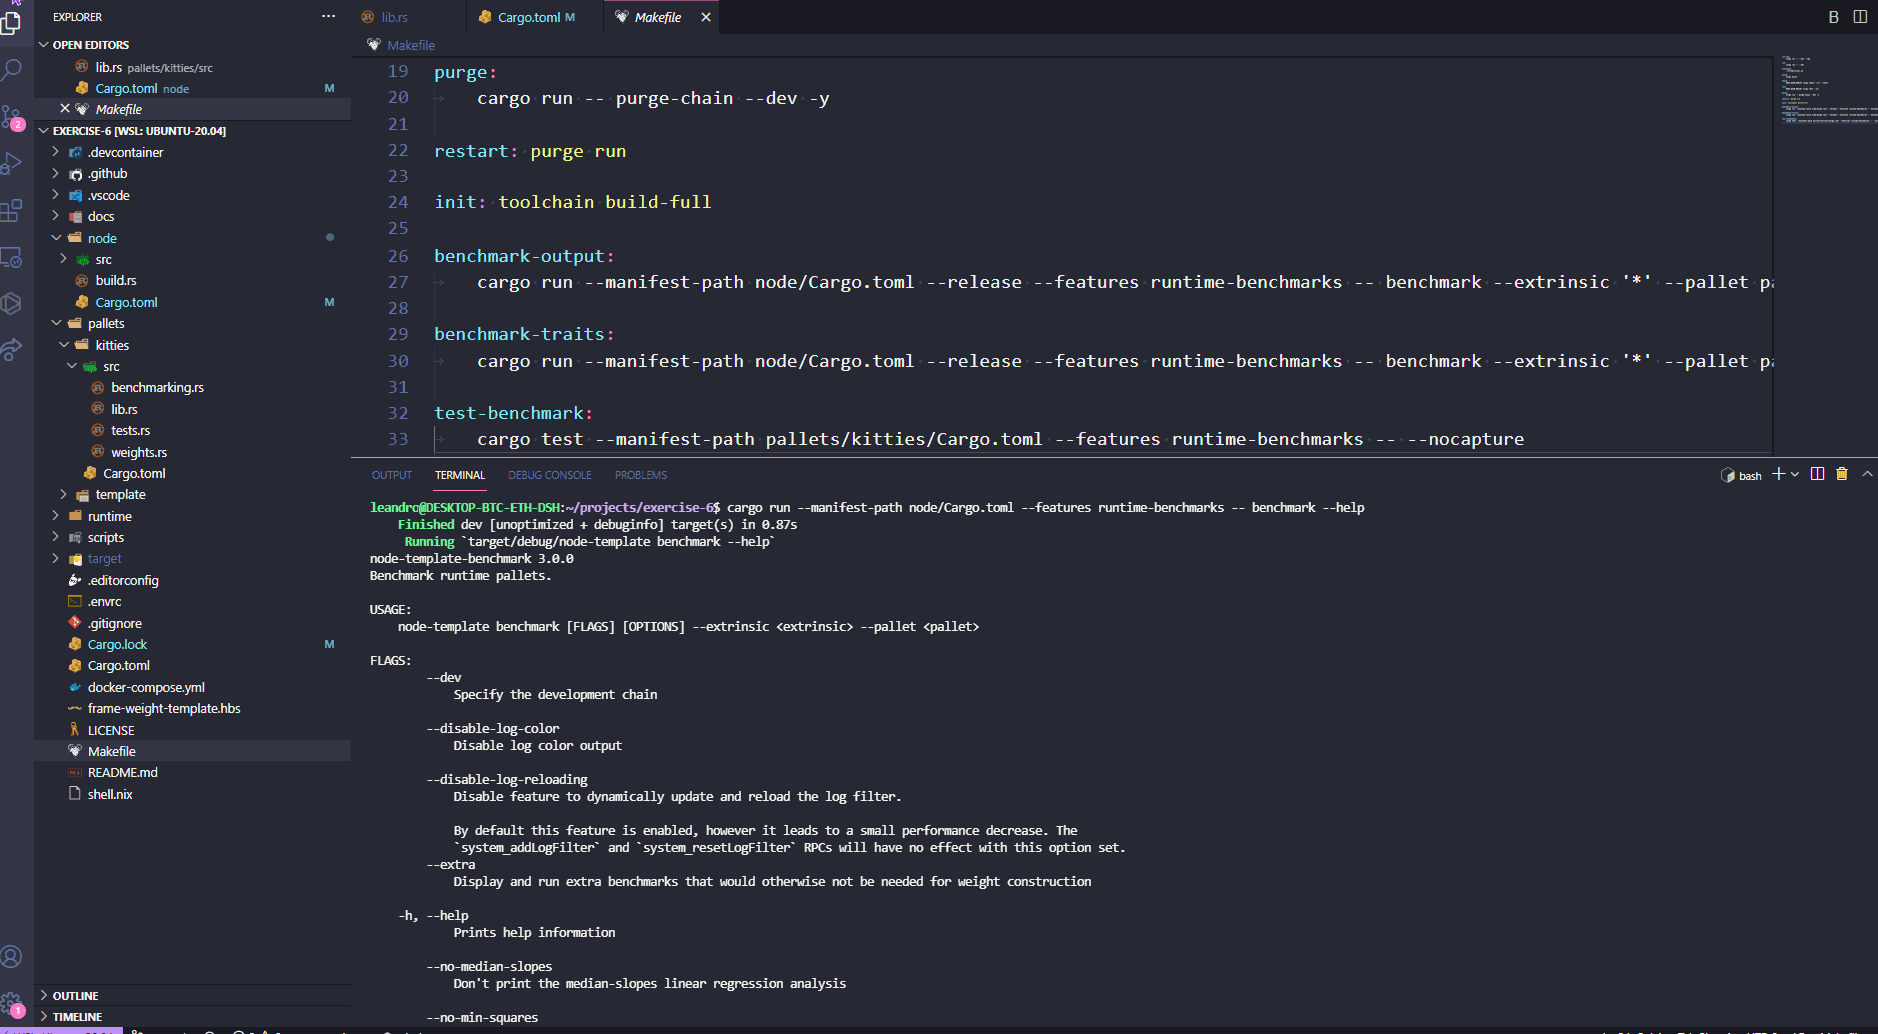 EXPLORER
OPEN EDITORS
lib.rs pallets/kitties/src
Cargo.toml node M
Makefile
EXERCISE-6 [WSL: UBUNTU-20.04]
.devcontainer
.github
.vscode
docs
node
src
build.rs
Cargo.toml M
pallets
kitties
src
benchmarking.rs
lib.rs
tests.rs
weights.rs
Cargo.toml
template
runtime
scripts
target
.editorconfig
.envrc
.gitignore
Cargo.lock M
Cargo.toml
docker-compose.yml
frame-weight-template.hbs
LICENSE
Makefile
README.md
shell.nix
OUTLINE
TIMELINE
2
1
lib.rs
Cargo.toml M
Makefile
B
Makefile
19 purge:
20 cargo run -- purge-chain --dev -y
21
22 restart: purge run
23
24 init: toolchain build-full
25
26 benchmark-output:
27 cargo run --manifest-path node/Cargo.toml --release --features runtime-benchmarks -- benchmark --extrinsic '*' --pallet
28
29 benchmark-traits:
30 cargo run --manifest-path node/Cargo.toml --release --features runtime-benchmarks -- benchmark --extrinsic '*' --pallet
31
32 test-benchmark:
33 cargo test --manifest-path pallets/kitties/Cargo.toml --features runtime-benchmarks -- --nocapture
OUTPUT TERMINAL DEBUG CONSOLE PROBLEMS
bash
leandro@DESKTOP-BTC-ETH-DSH:~/projects/exercise-6$ cargo run --manifest-path node/Cargo.toml --features runtime-benchmarks -- benchmark --help
Finished dev [unoptimized + debuginfo] target(s) in 0.87s
Running `target/debug/node-template benchmark --help`
node-template-benchmark 3.0.0
Benchmark runtime pallets.
USAGE:
node-template benchmark [FLAGS] [OPTIONS] --extrinsic <extrinsic> --pallet <pallet>
FLAGS:
--dev
Specify the development chain
--disable-log-color
Disable log color output
--disable-log-reloading
Disable feature to dynamically update and reload the log filter.
By default this feature is enabled, however it leads to a small performance decrease. The
`system_addLogFilter` and `system_resetLogFilter` RPCs will have no effect with this option set.
--extra
Display and run extra benchmarks that would otherwise not be needed for weight construction
-h, --help
Prints help information
--no-median-slopes
Don't print the median-slopes linear regression analysis
--no-min-squares